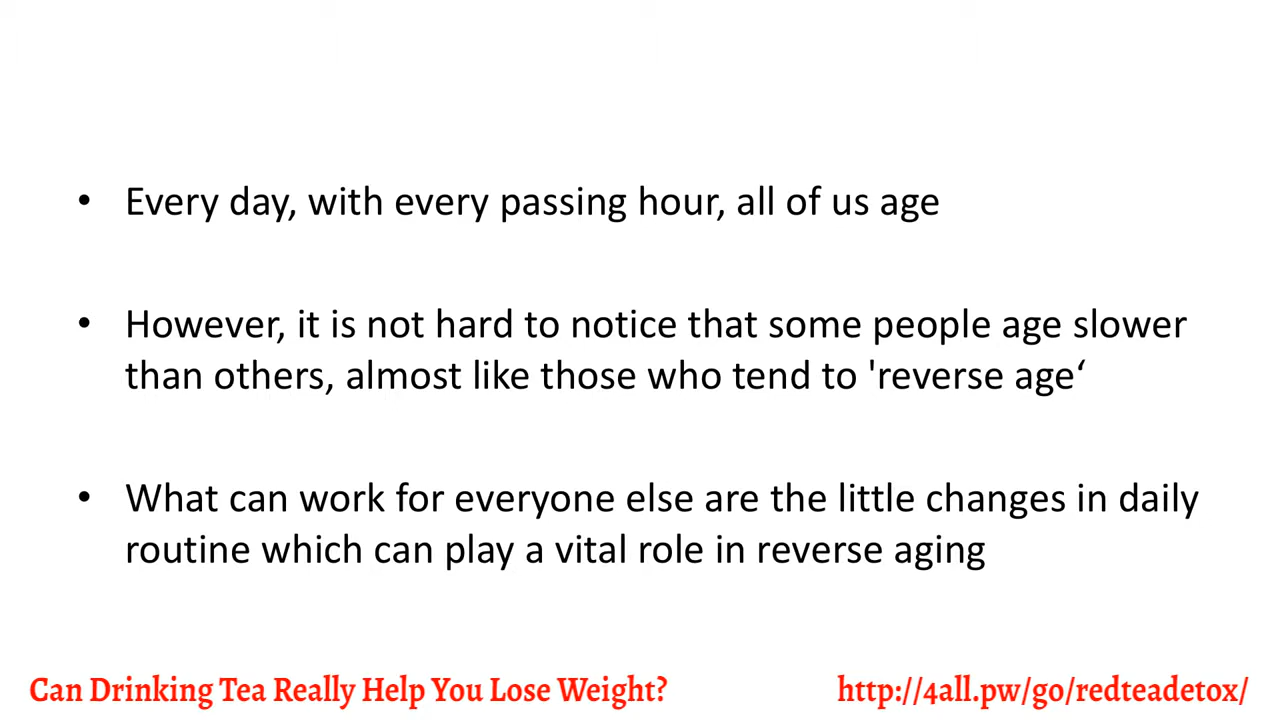 • Every day, with every passing hour, all of us age
• However, it is not hard to notice that some people age slower
than others, almost like those who tend to 'reverse age‘
• What can work for everyone else are the little changes in daily
routine which can play a vital role in reverse aging
Can Drinking Tea Really Help You Lose Weight? http://4all.pw/go/redteadetox/